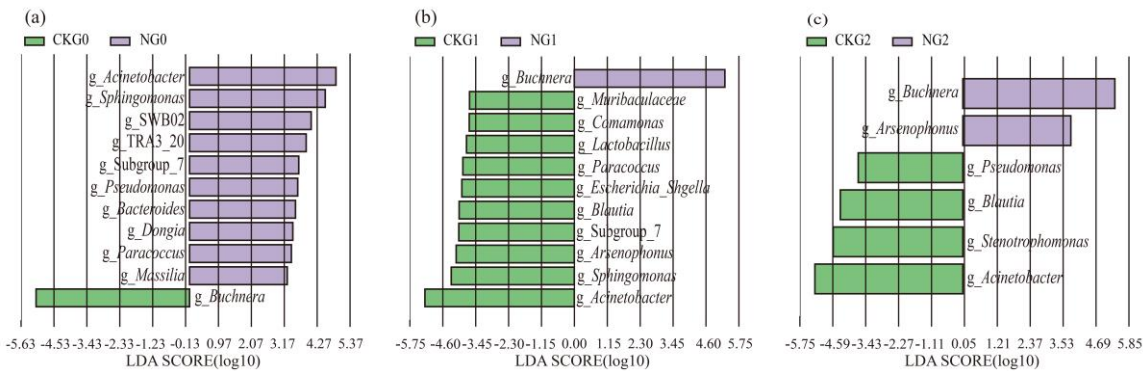 (a)
CKG0 NG0
g_Acinetobacter
g_Sphingomonas
g_SWB02
g_TRA3_20
g_Subgroup_7
g_Pseudomonas
g_Bacteroides
g_Dongia
g_Paracoccus
g_Massilia
g_Buchnera
-5.63 -4.53 -3.43 -2.33 -1.23 -0.13 0.97 2.07 3.17 4.27 5.37
LDA SCORE(log10)
(b)
CKG1 NG1
g_Buchnera
g_Muribaculaceae
g_Comamonas
g_Lactobacillus
g_Paracoccus
g_Escherichia_Shgella
g_Blautia
g_Subgroup_7
g_Arsenophonus
g_Sphingomonas
g_Acinetobacter
-5.75 -4.60 -3.45 -2.30 -1.15 0.00 1.15 2.30 3.45 4.60 5.75
LDA SCORE(log10)
(c)
CKG2 NG2
g_Buchnera
g_Arsenophonus
g_Pseudomonas
g_Blautia
g_Stenotrophomonas
g_Acinetobacter
-5.75 -4.59 -3.43 -2.27 -1.11 0.05 1.21 2.37 3.53 4.69 5.85
LDA SCORE(log10)